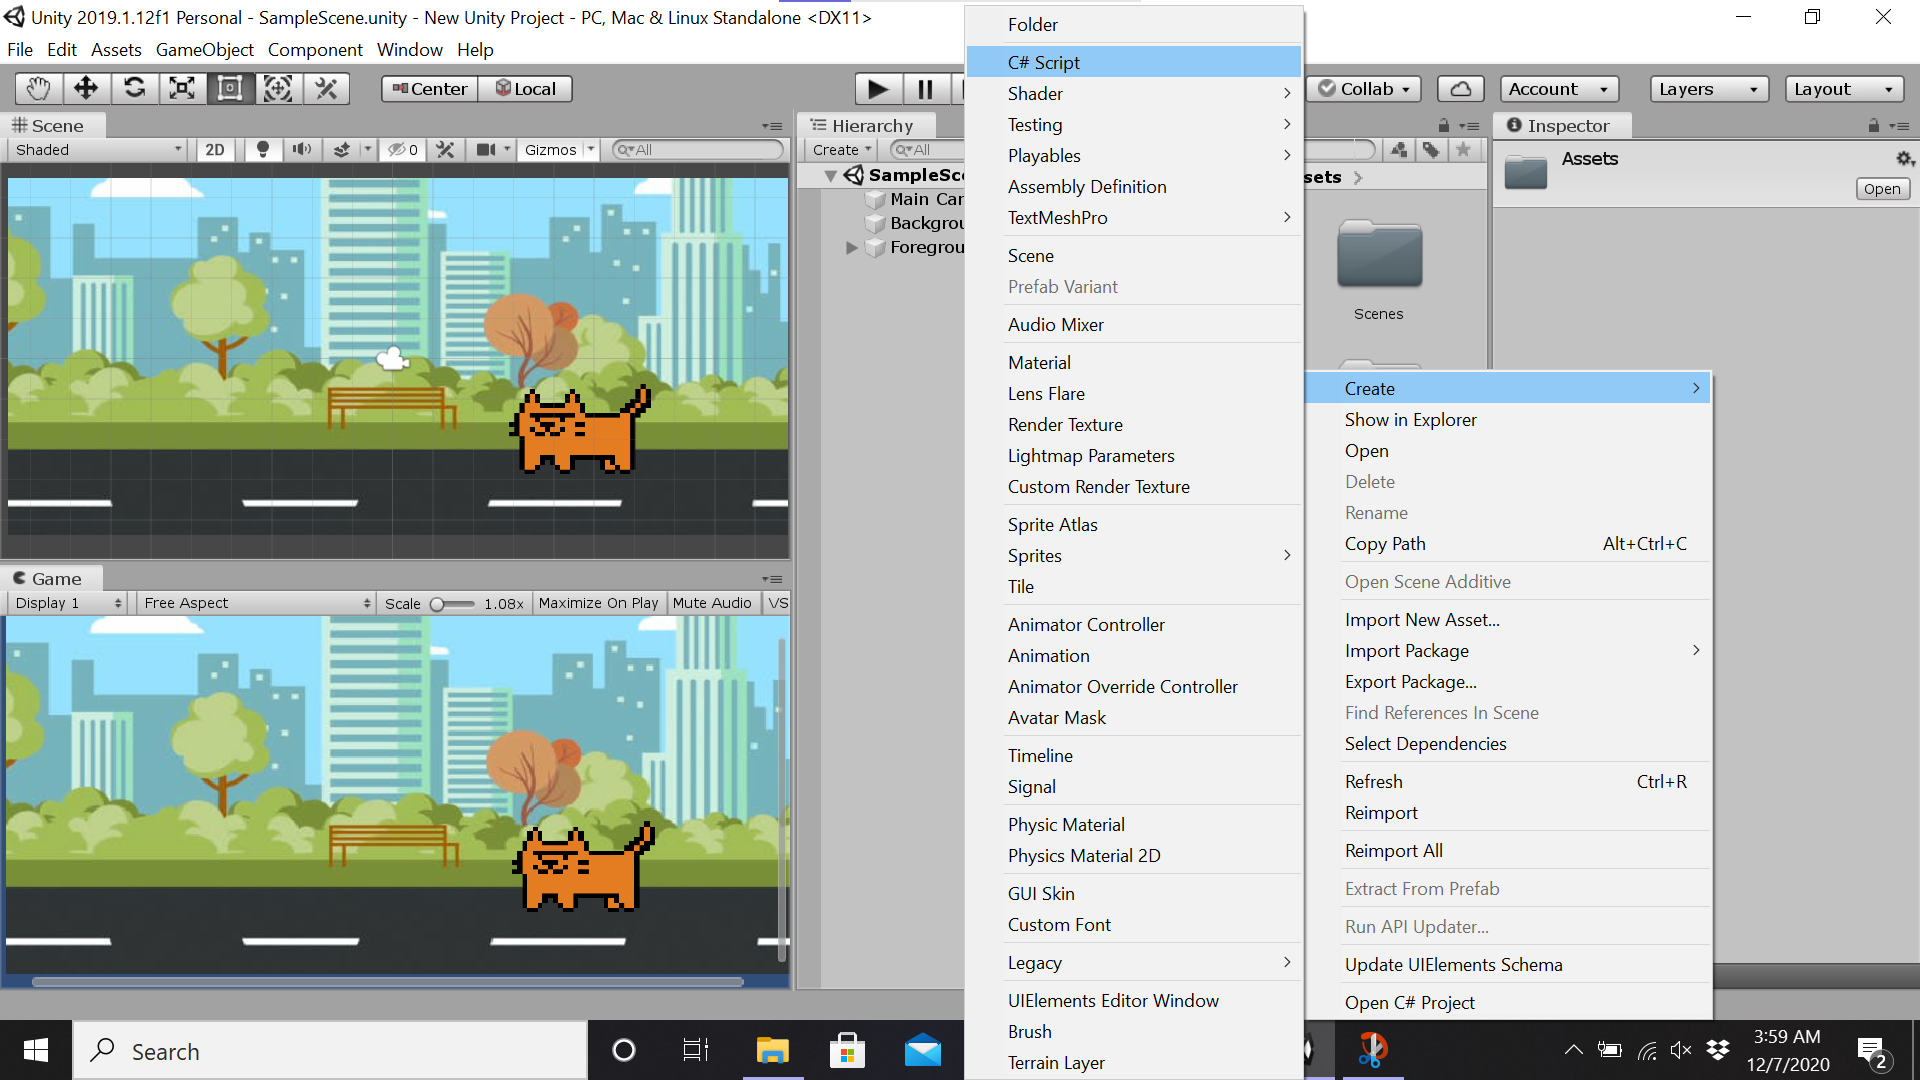 Unity 2019.1.12f1 Personal - SampleScene.unity - New Unity Project - PC, Mac & Linux Standalone <DX11>
File Edit Assets GameObject Component Window Help
Center Local
Collab Account Layers Layout
Scene
Shaded 2D 0 Gizmos All
Hierarchy
Create All
SampleSc
Main Car
Backgrou
Foregrou
Game
Display 1 Free Aspect Scale 1.08x Maximize On Play Mute Audio VS
Folder
C# Script
Shader
Testing
Playables
Assembly Definition
TextMeshPro
Scene
Prefab Variant
Audio Mixer
Material
Lens Flare
Render Texture
Lightmap Parameters
Custom Render Texture
Sprite Atlas
Sprites
Tile
Animator Controller
Animation
Animator Override Controller
Avatar Mask
Timeline
Signal
Physic Material
Physics Material 2D
GUI Skin
Custom Font
Legacy
UIElements Editor Window
Brush
Terrain Layer
sets
Scenes
Inspector
Assets
Open
Create
Show in Explorer
Open
Delete
Rename
Copy Path Alt+Ctrl+C
Open Scene Additive
Import New Asset...
Import Package
Export Package...
Find References In Scene
Select Dependencies
Refresh Ctrl+R
Reimport
Reimport All
Extract From Prefab
Run API Updater...
Update UIElements Schema
Open C# Project
Search
3:59 AM
12/7/2020
2